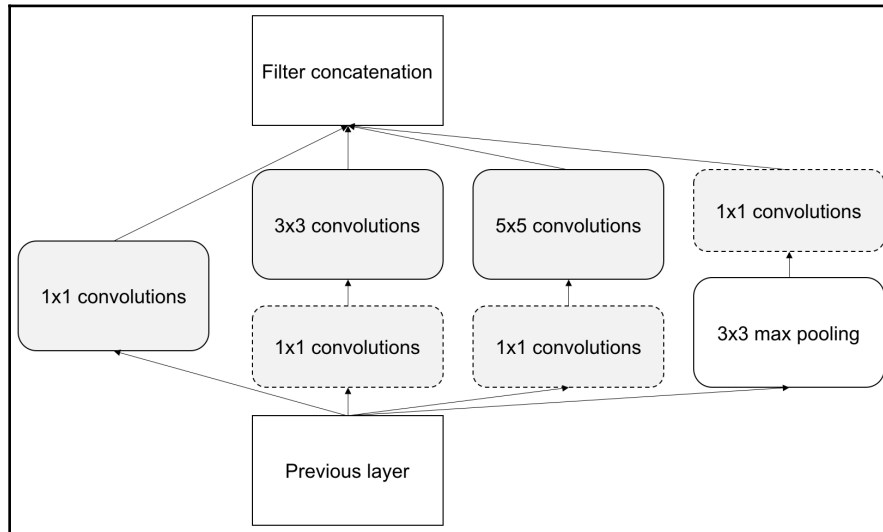 Filter concatenation
3x3 convolutions
5x5 convolutions
1x1 convolutions
1x1 convolutions
1x1 convolutions
1x1 convolutions
3x3 max pooling
Previous layer